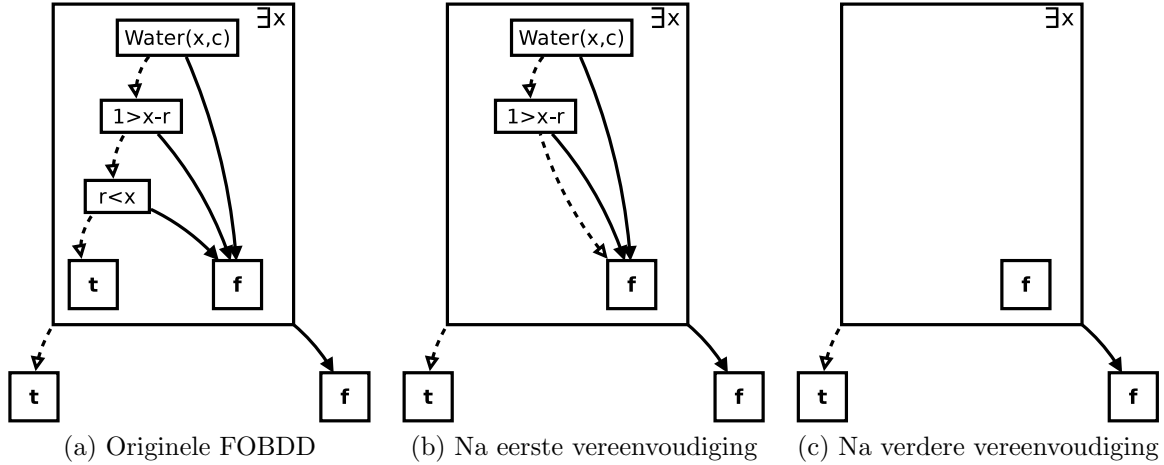 ∃x
Water(x,c)
1>x-r
r<x
t
f
t
f
(a) Originele FOBDD
∃x
Water(x,c)
1>x-r
f
t
f
(b) Na eerste vereenvoudiging
∃x
f
t
f
(c) Na verdere vereenvoudiging